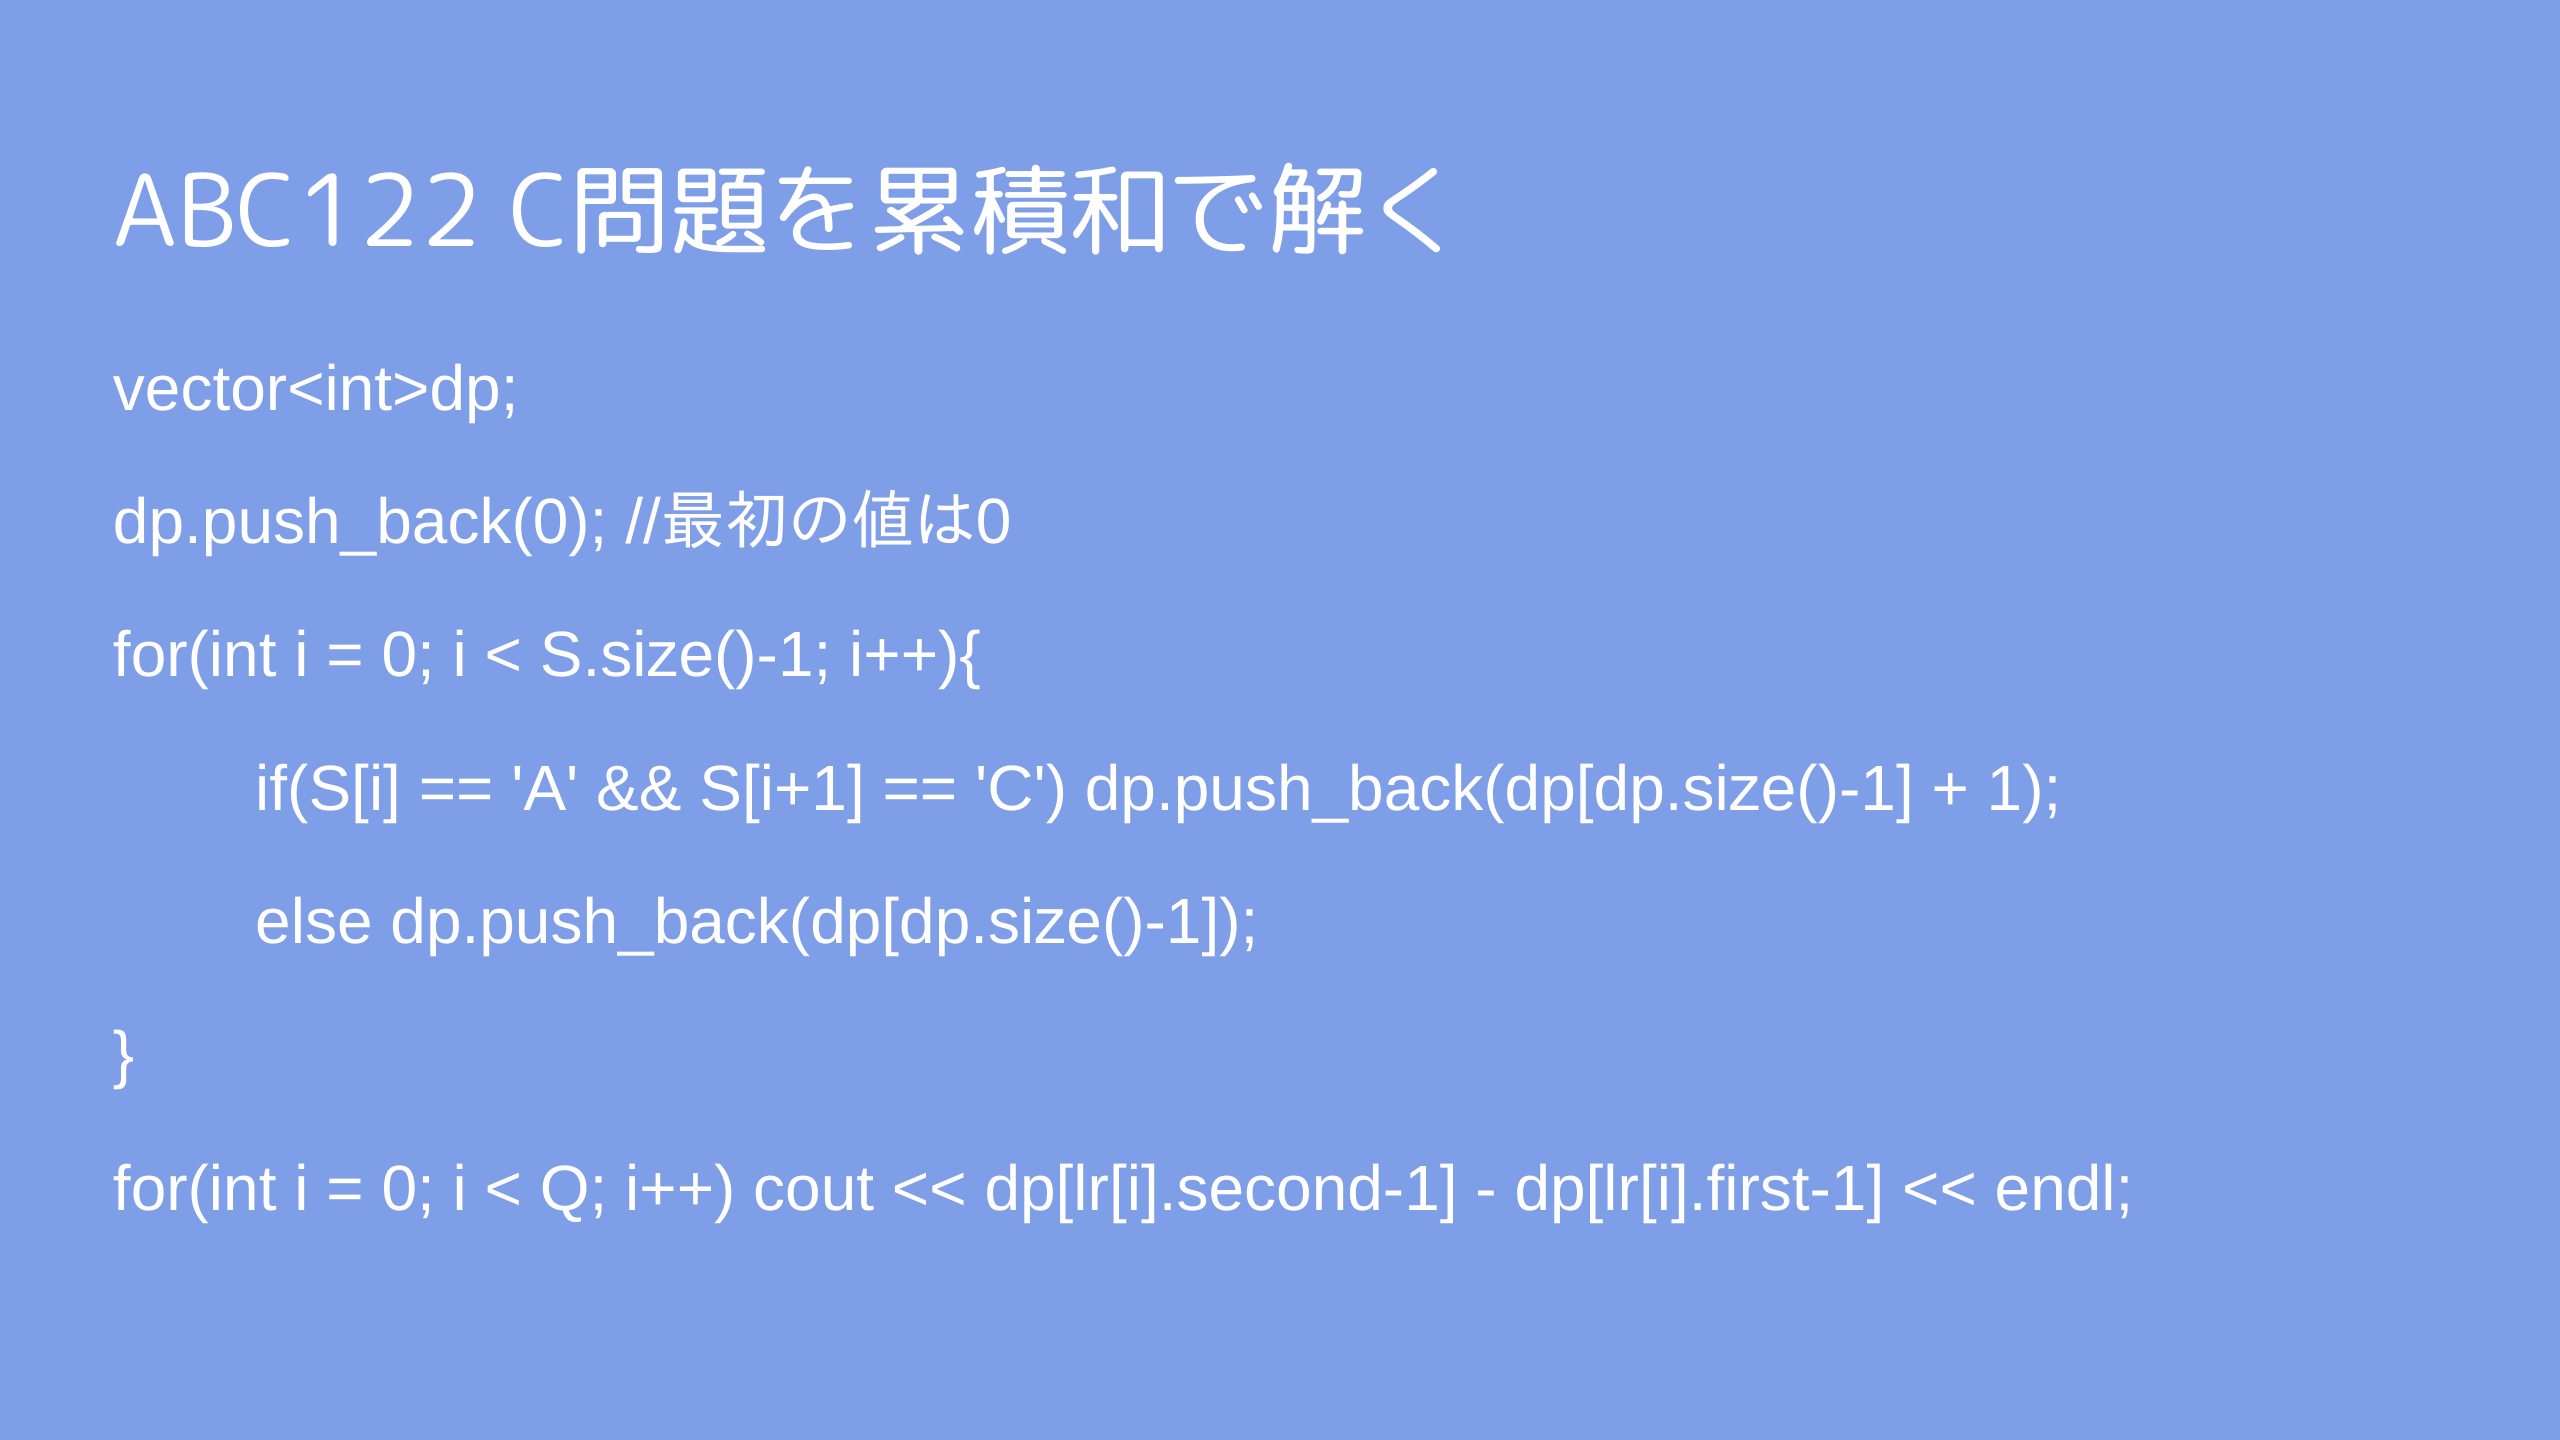 ABC122 C問題を累積和で解く
vector<int>dp;
dp.push_back(0); //最初の値は0
for(int i = 0; i < S.size()-1; i++){
if(S[i] == 'A' && S[i+1] == 'C') dp.push_back(dp[dp.size()-1] + 1);
else dp.push_back(dp[dp.size()-1]);
}
for(int i = 0; i < Q; i++) cout << dp[lr[i].second-1] - dp[lr[i].first-1] << endl;